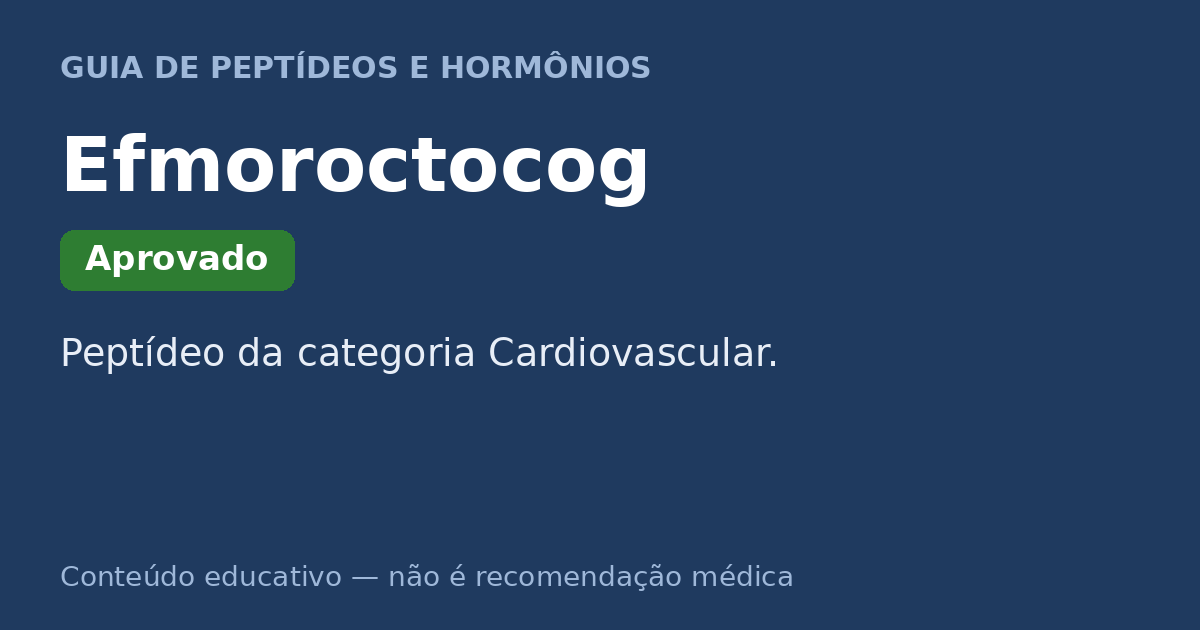 GUIA DE PEPTÍDEOS E HORMÔNIOS
Efmoroctocog
Aprovado
Peptídeo da categoria Cardiovascular.
Conteúdo educativo — não é recomendação médica